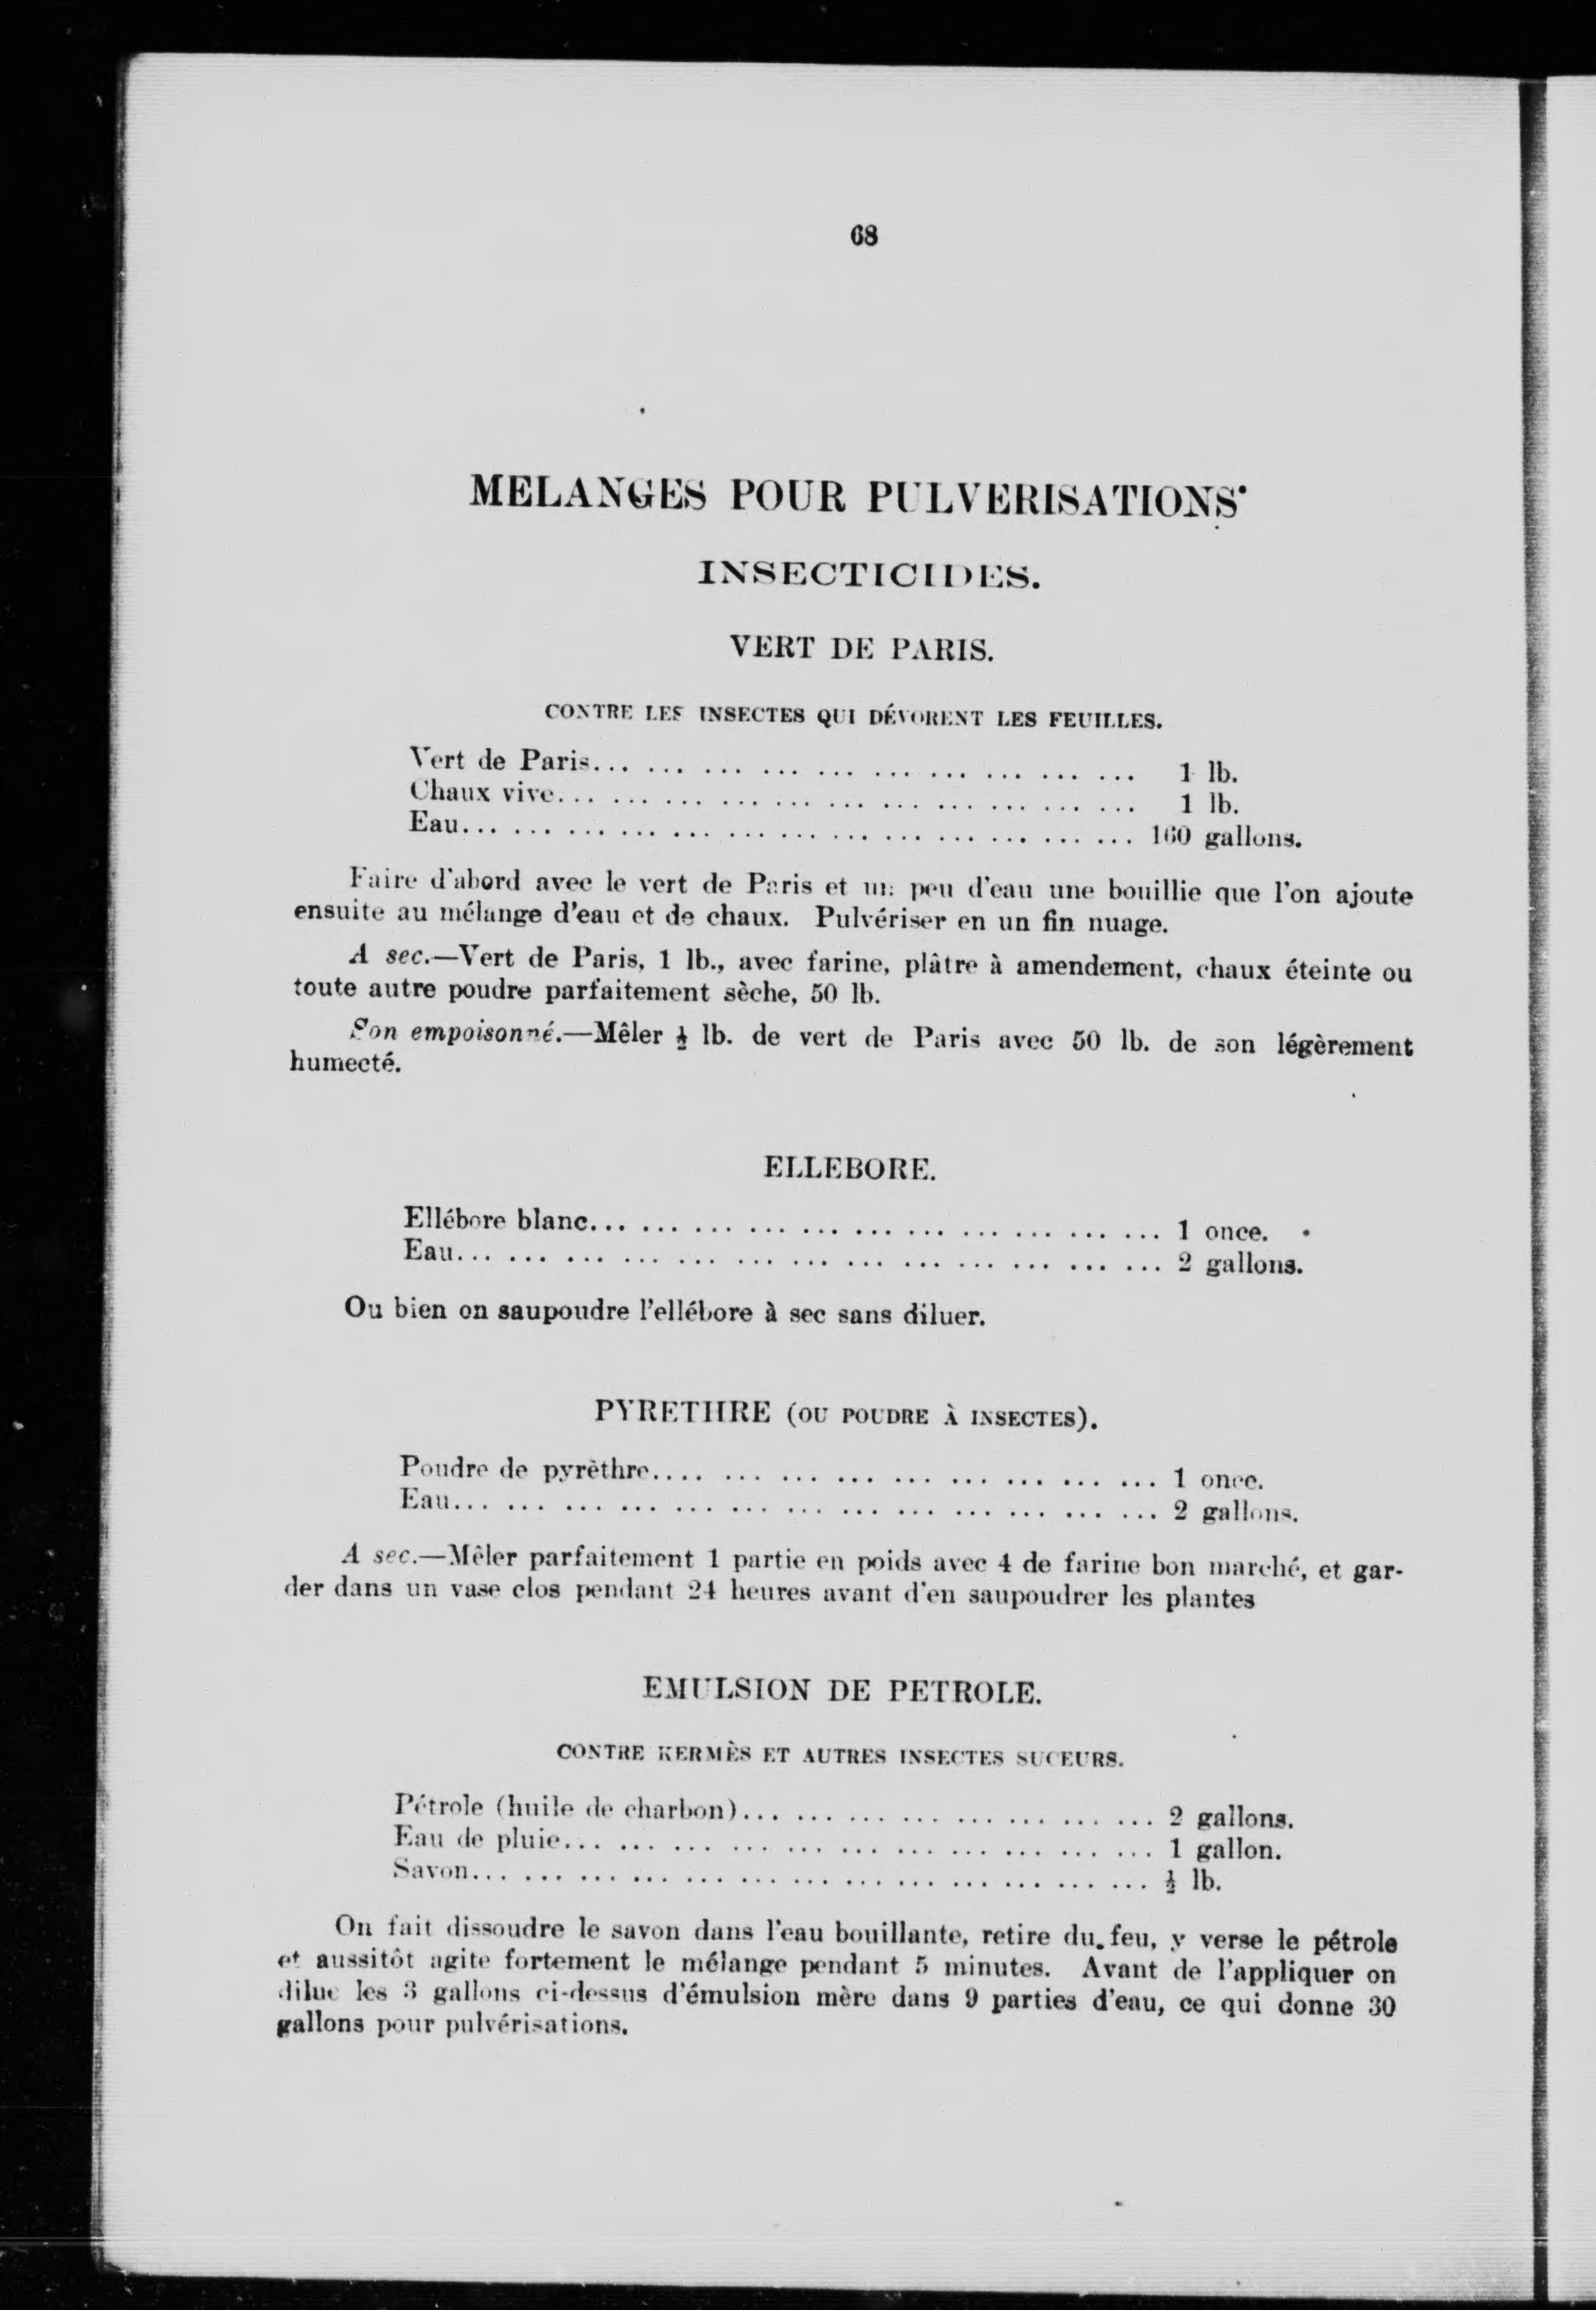 68
MELANGES POUR PULVERISATIONS
INSECTICIDES.
VERT DE PARIS.
CONTRE LES INSECTES QUI DÉVORENT LES FEUILLES.
Vert de Paris... ... ... ... ... ... ... ... ... ... 1 lb.
Chaux vive... ... ... ... ... ... ... ... ... ... ... 1 lb.
Eau... ... ... ... ... ... ... ... ... ... ... ... ... 160 gallons.
Faire d'abord avec le vert de Paris et un peu d'eau une bouillie que l'on ajoute
ensuite au mélange d'eau et de chaux. Pulvériser en un fin nuage.
A sec.—Vert de Paris, 1 lb., avec farine, plâtre à amendement, chaux éteinte ou
toute autre poudre parfaitement sèche, 50 lb.
Son empoisonné.—Mêler ½ lb. de vert de Paris avec 50 lb. de son légèrement
humecté.
ELLEBORE.
Ellébore blanc... ... ... ... ... ... ... ... ... ... ... 1 once.
Eau... ... ... ... ... ... ... ... ... ... ... ... ... 2 gallons.
Ou bien on saupoudre l'ellébore à sec sans diluer.
PYRETHRE (OU POUDRE À INSECTES).
Poudre de pyrèthre.... ... ... ... ... ... ... ... ... ... 1 once.
Eau... ... ... ... ... ... ... ... ... ... ... ... ... 2 gallons.
A sec.—Mêler parfaitement 1 partie en poids avec 4 de farine bon marché, et gar-
der dans un vase clos pendant 24 heures avant d'en saupoudrer les plantes
EMULSION DE PETROLE.
CONTRE KERMÈS ET AUTRES INSECTES SUCEURS.
Pétrole (huile de charbon)... ... ... ... ... ... ... ... 2 gallons.
Eau de pluie... ... ... ... ... ... ... ... ... ... ... 1 gallon.
Savon... ... ... ... ... ... ... ... ... ... ... ... ... ½ lb.
On fait dissoudre le savon dans l'eau bouillante, retire du feu, y verse le pétrole
et aussitôt agite fortement le mélange pendant 5 minutes. Avant de l'appliquer on
dilue les 3 gallons ci-dessus d'émulsion mère dans 9 parties d'eau, ce qui donne 30
gallons pour pulvérisations.